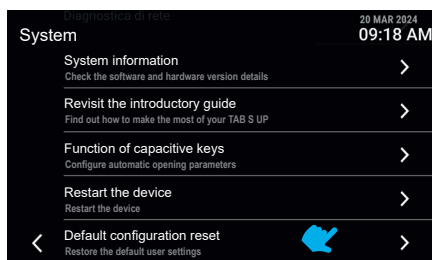 Diagnostica di rete
20 MAR 2024
System
09:18 AM
System information
Check the software and hardware version details
Revisit the introductory guide
Find out how to make the most of your TAB S UP
Function of capacitive keys
Configure automatic opening parameters
Restart the device
Restart the device
Default configuration reset
Restore the default user settings